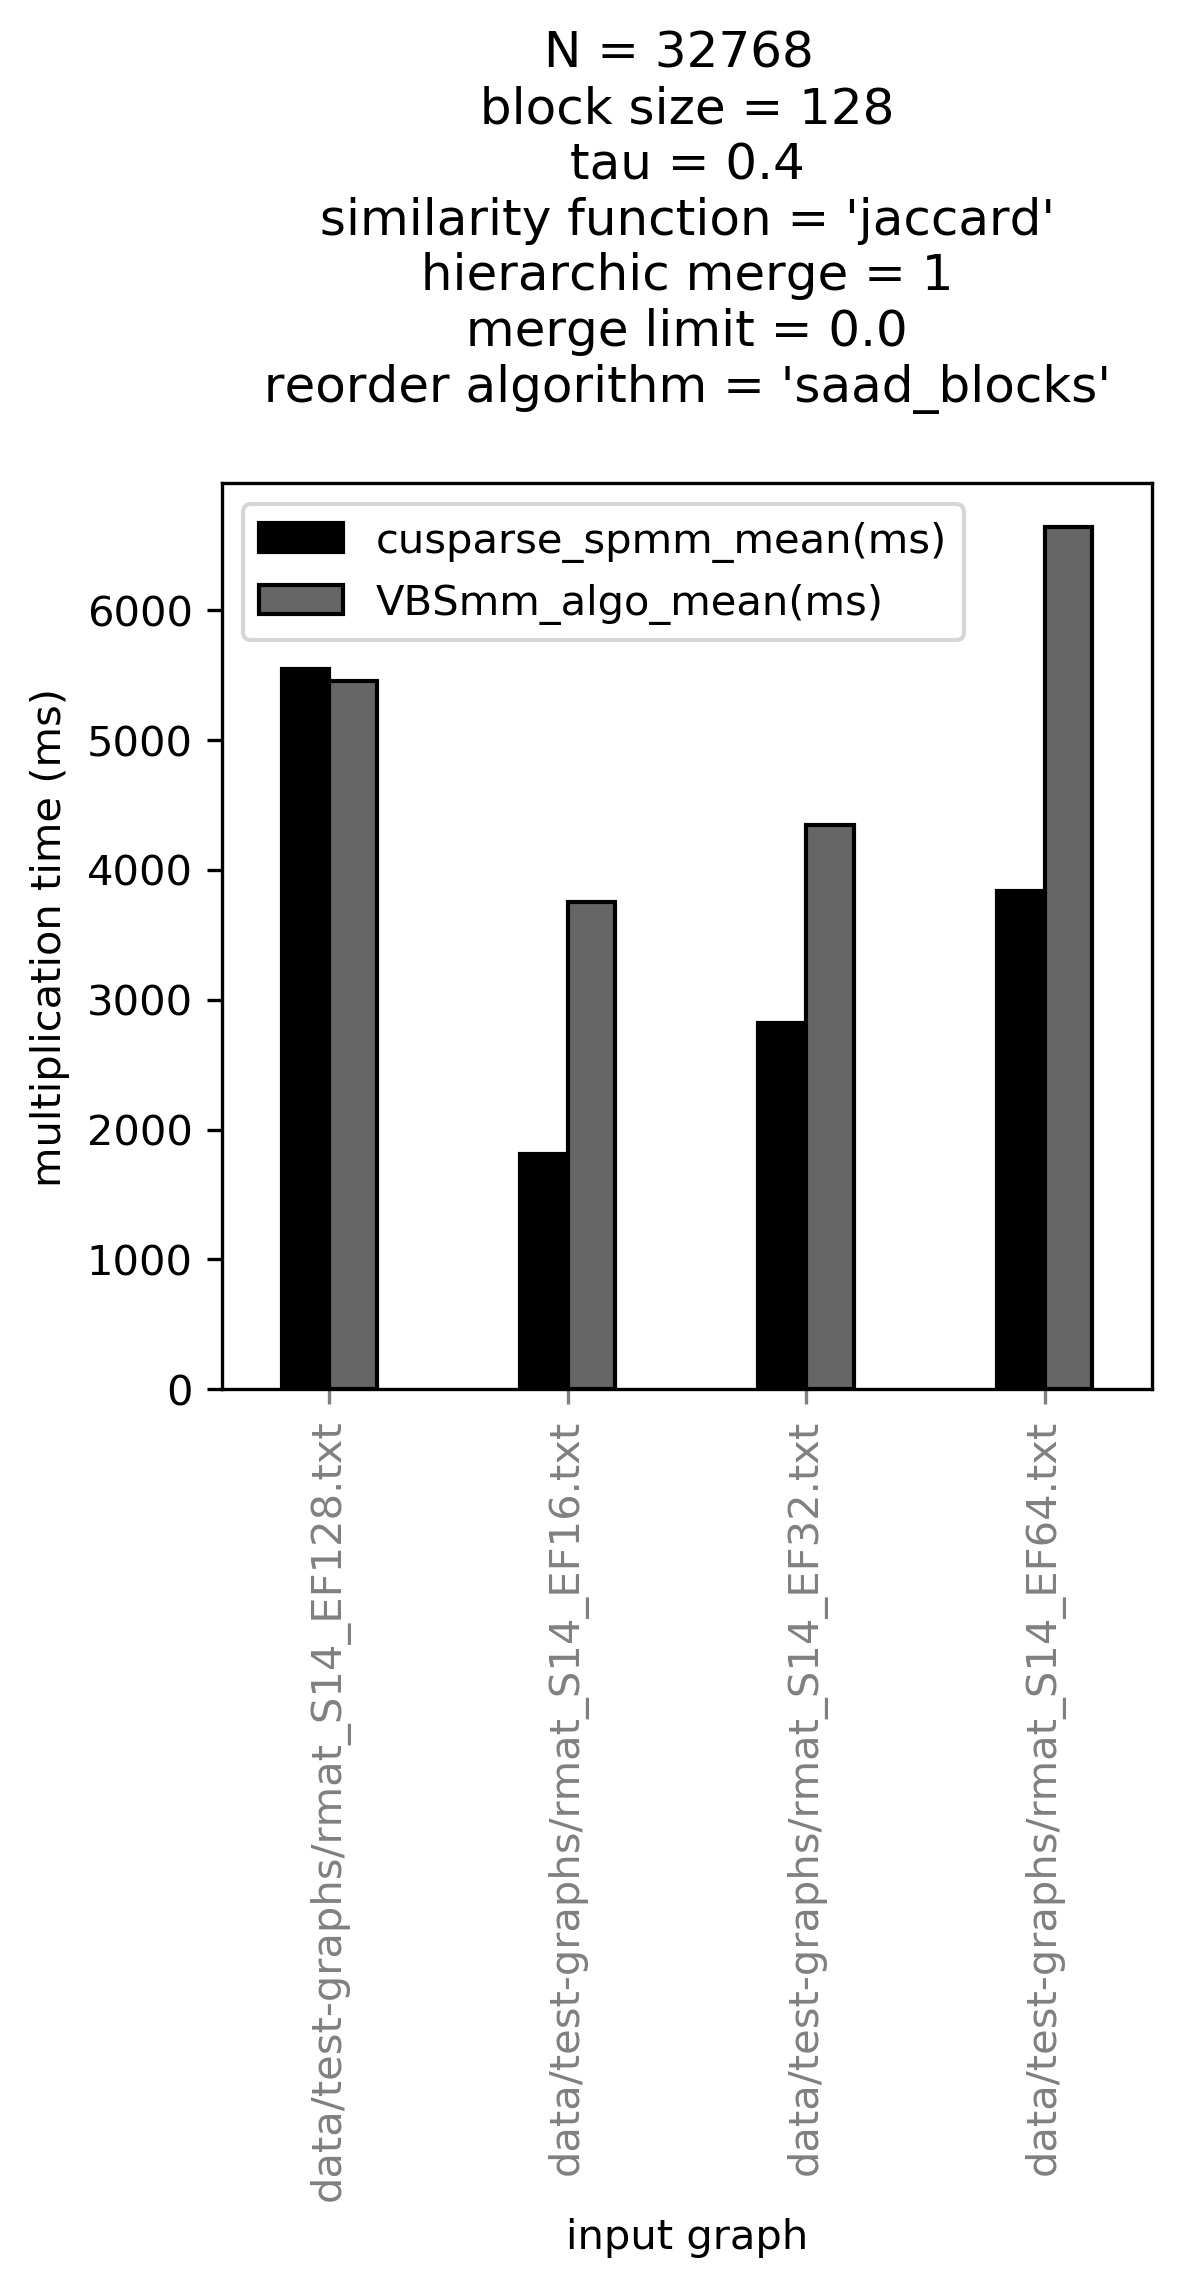 N = 32768
block size = 128
tau = 0.4
similarity function = 'jaccard'
hierarchic merge = 1
merge limit = 0.0
reorder algorithm = 'saad_blocks'
cusparse_spmm_mean(ms)
VBSmm_algo_mean(ms)
multiplication time (ms)
6000
5000
4000
3000
2000
1000
0
data/test-graphs/rmat_S14_EF128.txt
data/test-graphs/rmat_S14_EF16.txt
data/test-graphs/rmat_S14_EF32.txt
data/test-graphs/rmat_S14_EF64.txt
input graph